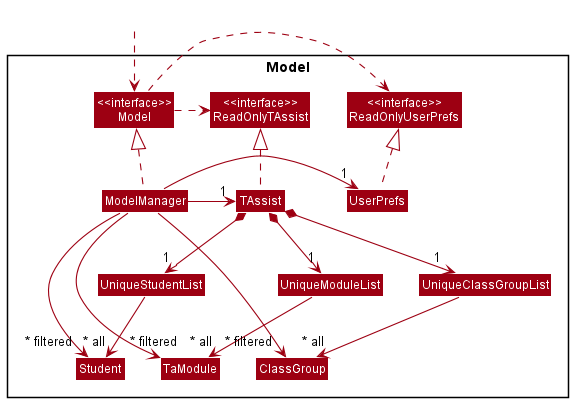 Model
<<interface>>
Model
<<interface>>
ReadOnlyTAssist
<<interface>>
ReadOnlyUserPrefs
1
1
ModelManager
TAssist
UserPrefs
1
1
1
UniqueStudentList
UniqueModuleList
UniqueClassGroupList
* filtered
* all
* filtered
* all
* filtered
* all
Student
TaModule
ClassGroup